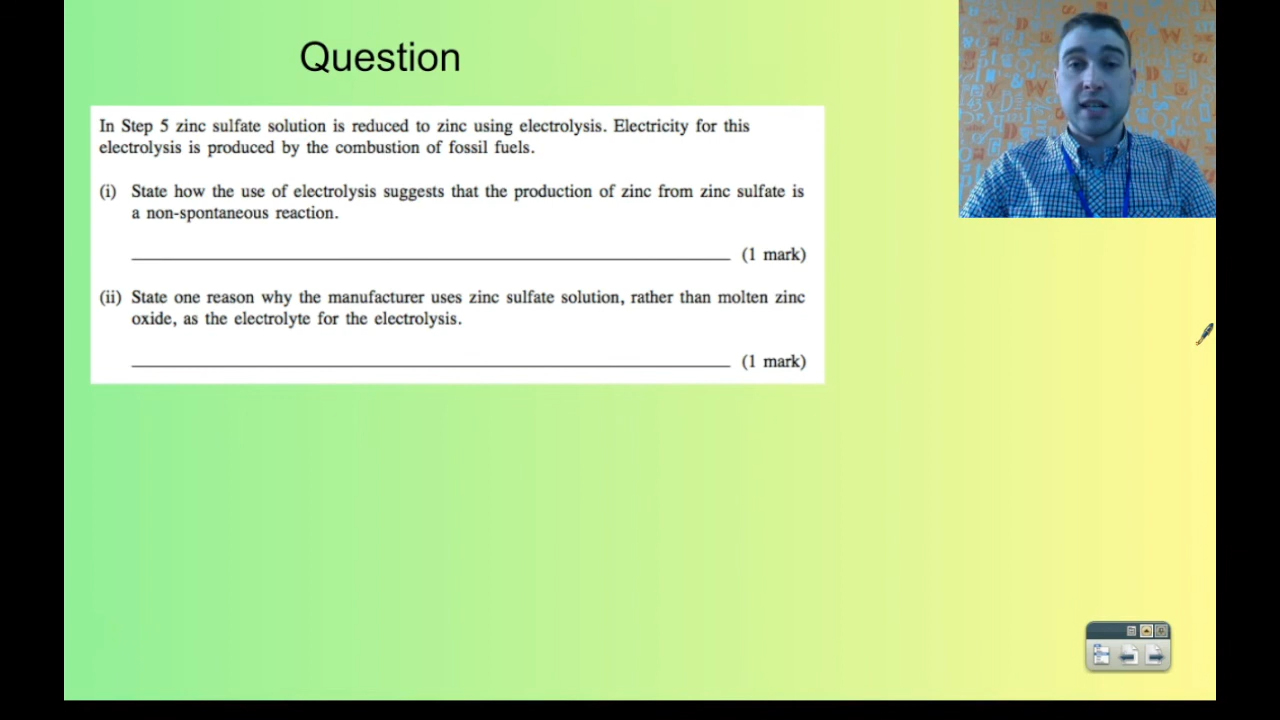 Question
In Step 5 zinc sulfate solution is reduced to zinc using electrolysis. Electricity for this
electrolysis is produced by the combustion of fossil fuels.
(i) State how the use of electrolysis suggests that the production of zinc from zinc sulfate is
a non-spontaneous reaction.
(1 mark)
(ii) State one reason why the manufacturer uses zinc sulfate solution, rather than molten zinc
oxide, as the electrolyte for the electrolysis.
(1 mark)